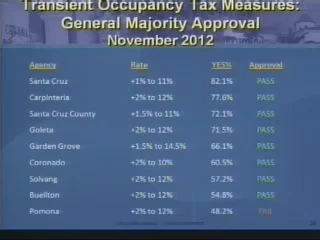 Transient Occupancy Tax Measures:
General Majority Approval
November 2012
Agency Rate YES% Approval
Santa Cruz +1% to 11% 82.1% PASS
Carpinteria +2% to 12% 77.6% PASS
Santa Cruz County +1.5% to 11% 72.1% PASS
Goleta +2% to 12% 71.5% PASS
Garden Grove +1.5% to 14.5% 66.1% PASS
Coronado +2% to 10% 60.5% PASS
Solvang +2% to 12% 57.2% PASS
Buellton +2% to 12% 54.8% PASS
Pomona +2% to 12% 48.2% FAIL